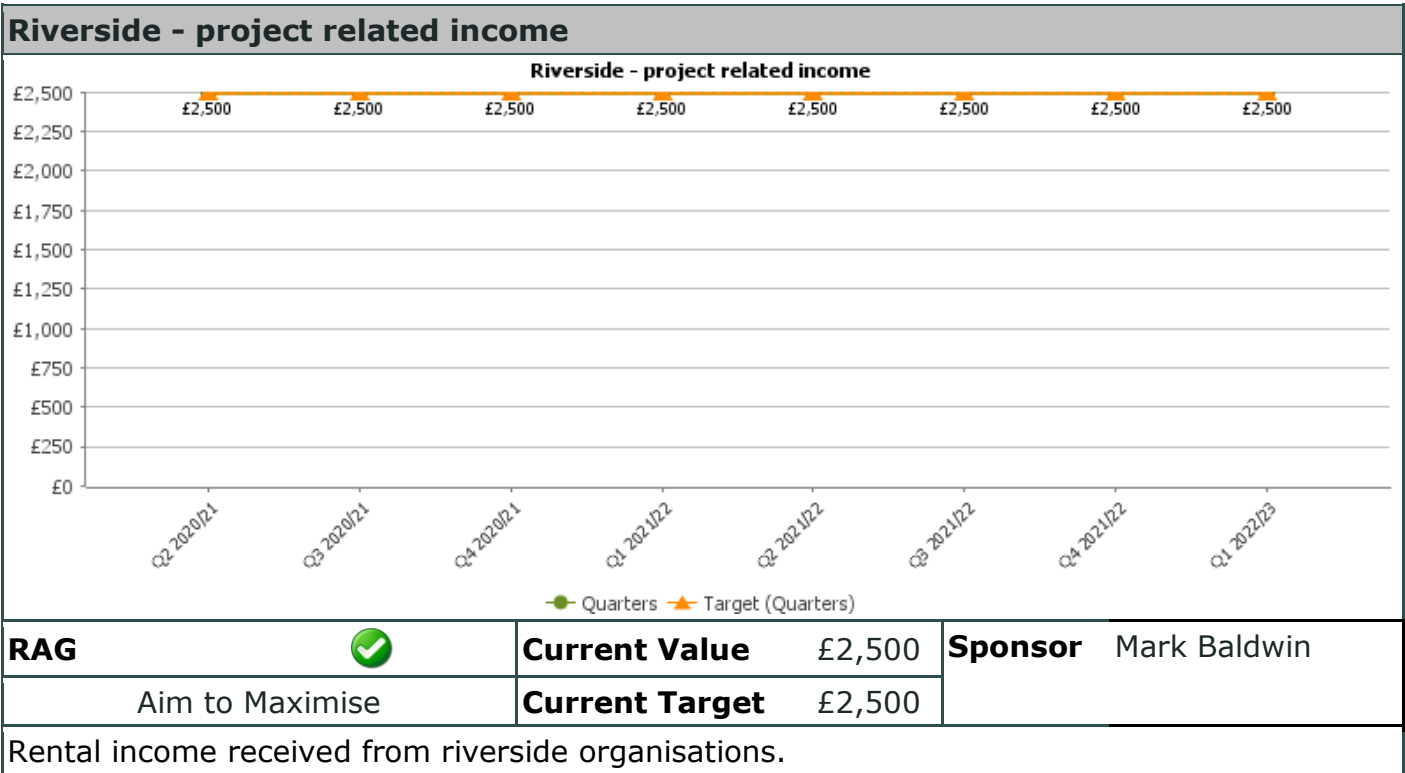 Riverside - project related income
Riverside - project related income
£2,500
£2,250
£2,000
£1,750
£1,500
£1,250
£1,000
£750
£500
£250
£0
£2,500 £2,500 £2,500 £2,500 £2,500 £2,500 £2,500 £2,500
Q2 2020/21 Q3 2020/21 Q4 2020/21 Q1 2021/22 Q2 2021/22 Q3 2021/22 Q4 2021/22 Q1 2022/23
Quarters Target (Quarters)
RAG Current Value £2,500 Sponsor Mark Baldwin
Aim to Maximise Current Target £2,500
Rental income received from riverside organisations.